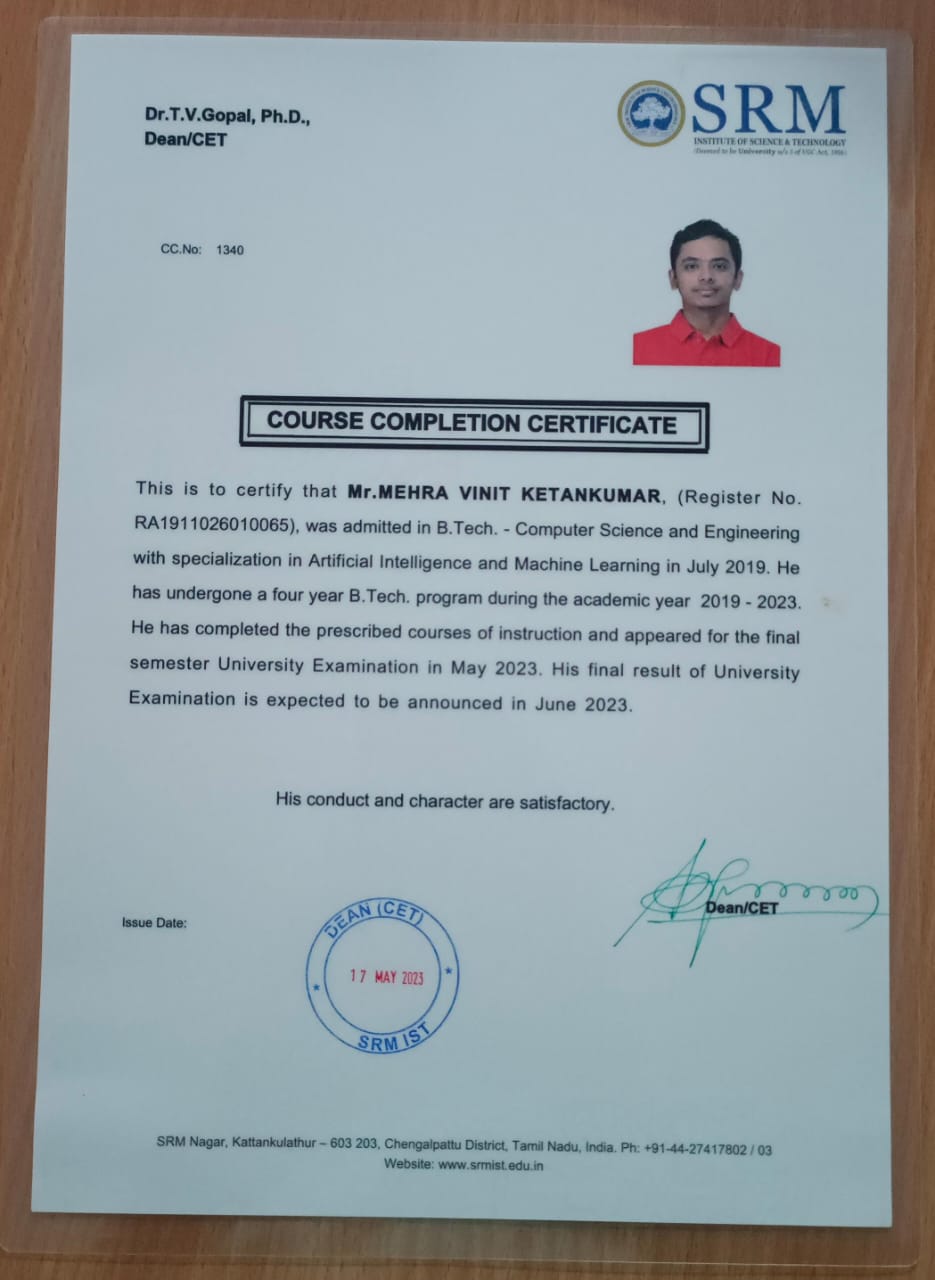 Dr.T.V.Gopal, Ph.D.,
Dean/CET
SRM
INSTITUTE OF SCIENCE & TECHNOLOGY
(Deemed to be University u/s 3 of UGC Act, 1956)
CC.No: 1340
COURSE COMPLETION CERTIFICATE
This is to certify that Mr.MEHRA VINIT KETANKUMAR, (Register No.
RA1911026010065), was admitted in B.Tech. - Computer Science and Engineering
with specialization in Artificial Intelligence and Machine Learning in July 2019. He
has undergone a four year B.Tech. program during the academic year 2019 - 2023.
He has completed the prescribed courses of instruction and appeared for the final
semester University Examination in May 2023. His final result of University
Examination is expected to be announced in June 2023.
His conduct and character are satisfactory.
Dean/CET
Issue Date:
DEAN (CET)
17 MAY 2023
SRM IST
SRM Nagar, Kattankulathur – 603 203, Chengalpattu District, Tamil Nadu, India. Ph: +91-44-27417802 / 03
Website: www.srmist.edu.in